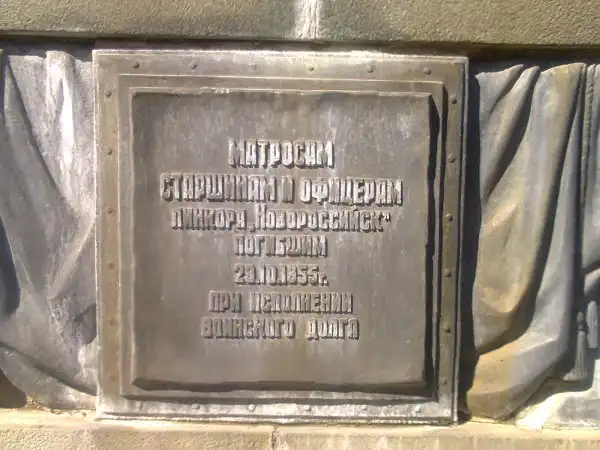 МАТРОСАМ
СТАРШИНАМ И ОФИЦЕРАМ
ЛИНКОРА „НОВОРОССИЙСК"
ПОГИБШИМ
29.10.1955г.
ПРИ ИСПОЛНЕНИИ
ВОИНСКОГО ДОЛГА